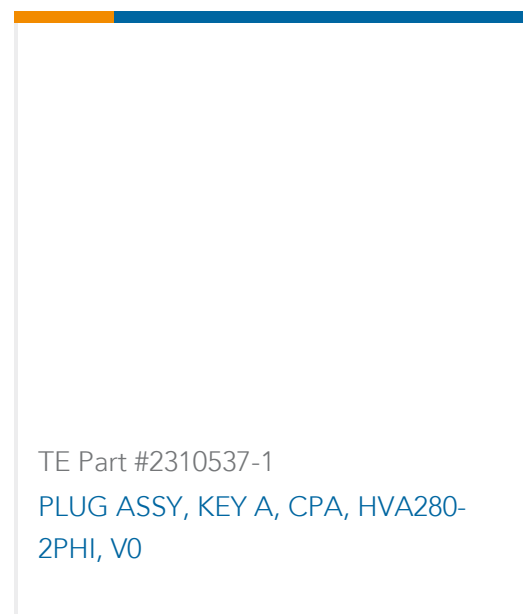 TE Part #2310537-1
PLUG ASSY, KEY A, CPA, HVA280-
2PHI, V0